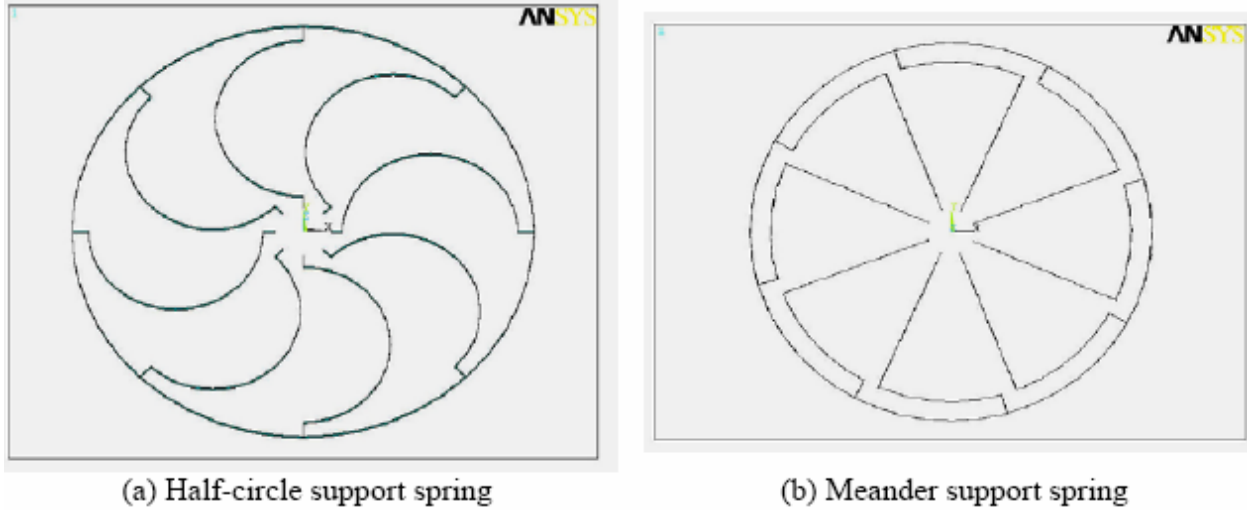 ANSYS
ANSYS
(a) Half-circle support spring
(b) Meander support spring